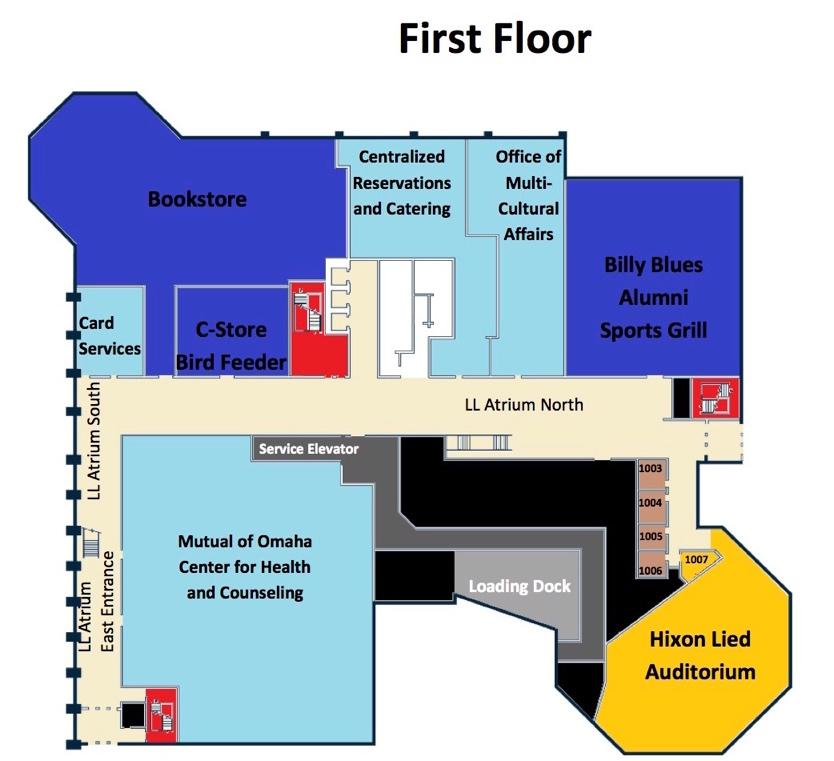 First Floor
Bookstore
Centralized
Reservations
and Catering
Office of
Multi-
Cultural
Affairs
Billy Blues
Alumni
Sports Grill
Card
Services
C-Store
Bird Feeder
LL Atrium North
LL Atrium South
Service Elevator
1003
1004
1005
1006
1007
Mutual of Omaha
Center for Health
and Counseling
Loading Dock
LL Atrium
East Entrance
Hixon Lied
Auditorium